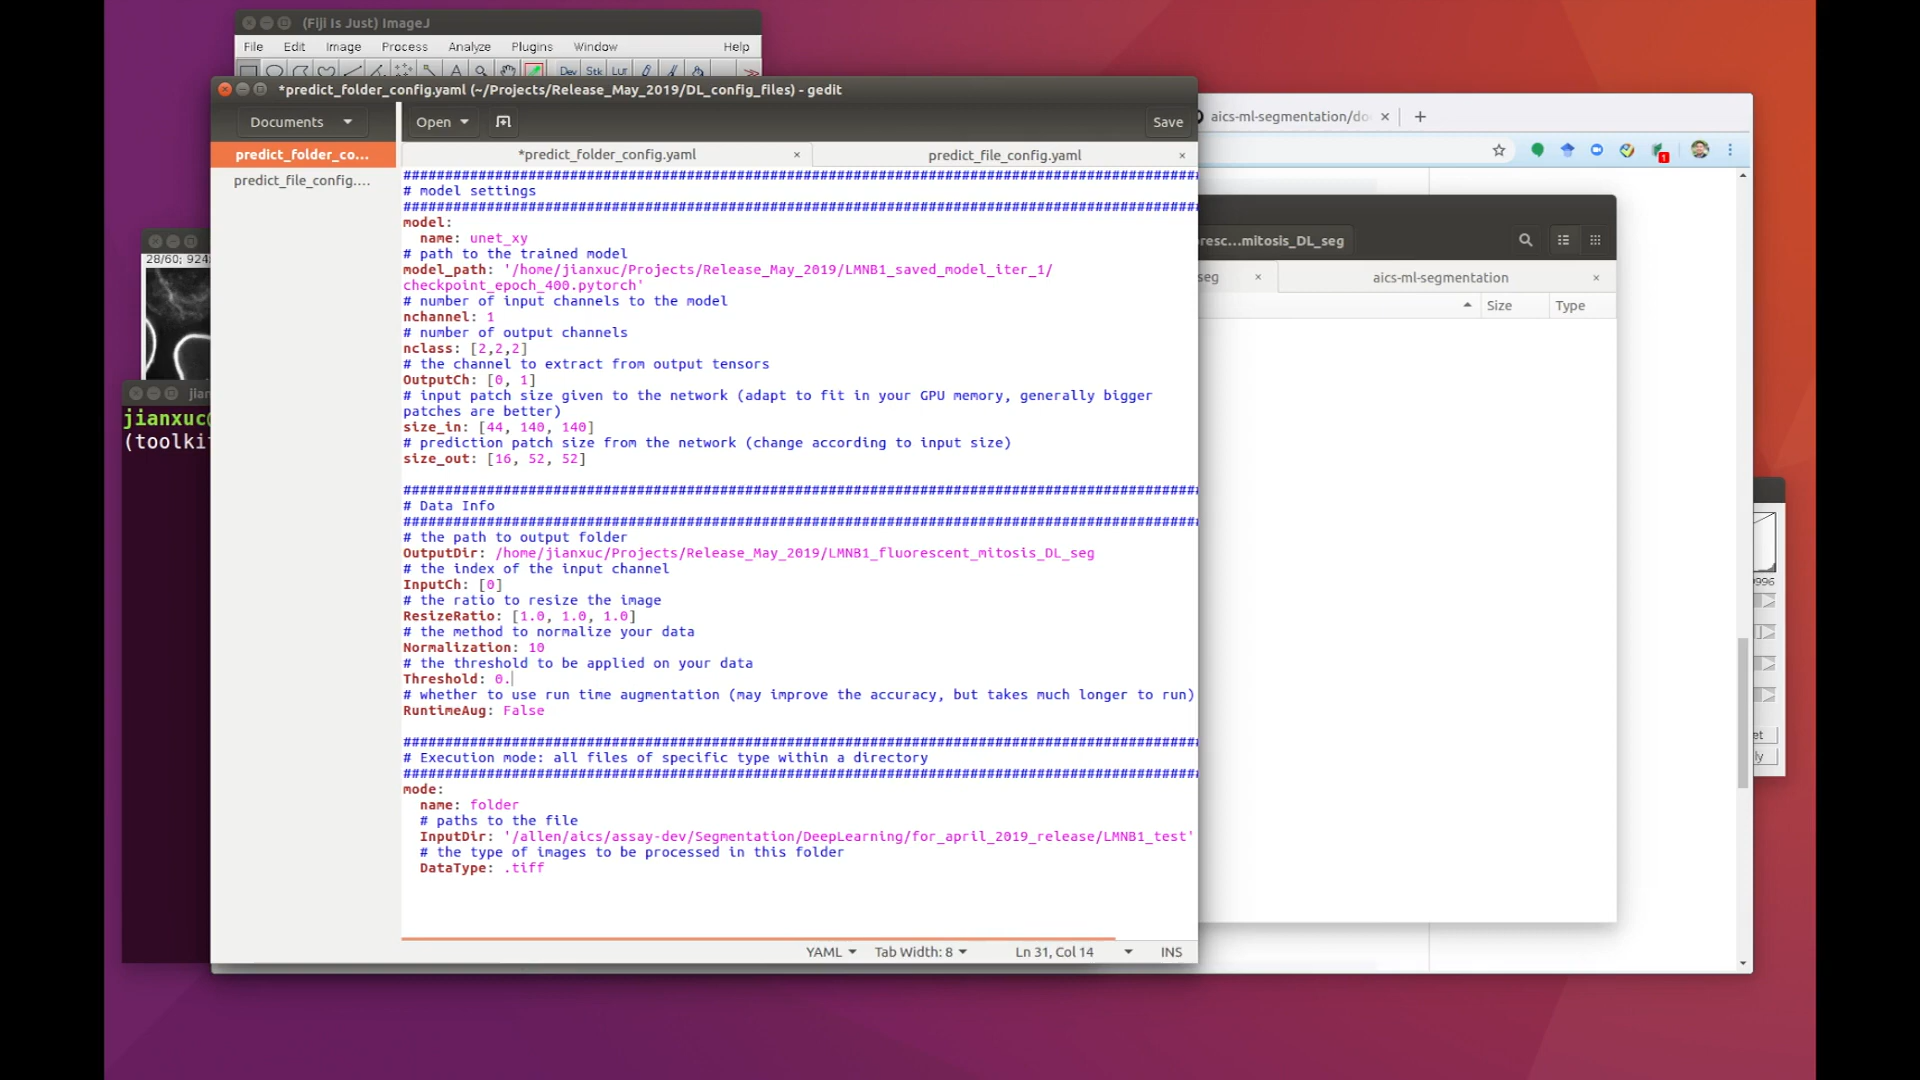 (Fiji Is Just) ImageJ
File Edit Image Process Analyze Plugins Window Help
Dev Stk Lut
*predict_folder_config.yaml (~/Projects/Release_May_2019/DL_config_files) - gedit
Documents Open Save
predict_folder_co... *predict_folder_config.yaml × predict_file_config.yaml ×
predict_file_config....
################################################################################################
# model settings
################################################################################################
model:
name: unet_xy
# path to the trained model
model_path: '/home/jianxuc/Projects/Release_May_2019/LMNB1_saved_model_iter_1/
checkpoint_epoch_400.pytorch'
# number of input channels to the model
nchannel: 1
# number of output channels
nclass: [2,2,2]
# the channel to extract from output tensors
OutputCh: [0, 1]
# input patch size given to the network (adapt to fit in your GPU memory, generally bigger
patches are better)
size_in: [44, 140, 140]
# prediction patch size from the network (change according to input size)
size_out: [16, 52, 52]
################################################################################################
# Data Info
################################################################################################
# the path to output folder
OutputDir: /home/jianxuc/Projects/Release_May_2019/LMNB1_fluorescent_mitosis_DL_seg
# the index of the input channel
InputCh: [0]
# the ratio to resize the image
ResizeRatio: [1.0, 1.0, 1.0]
# the method to normalize your data
Normalization: 10
# the threshold to be applied on your data
Threshold: 0.
# whether to use run time augmentation (may improve the accuracy, but takes much longer to run)
RuntimeAug: False
################################################################################################
# Execution mode: all files of specific type within a directory
################################################################################################
mode:
name: folder
# paths to the file
InputDir: '/allen/aics/assay-dev/Segmentation/DeepLearning/for_april_2019_release/LMNB1_test'
# the type of images to be processed in this folder
DataType: .tiff
YAML Tab Width: 8 Ln 31, Col 14 INS
28/60; 924
jian
jianxuc@
(toolki
aics-ml-segmentation/do × +
1
resc...mitosis_DL_seg
seg × aics-ml-segmentation ×
Size Type
9996
et
ly